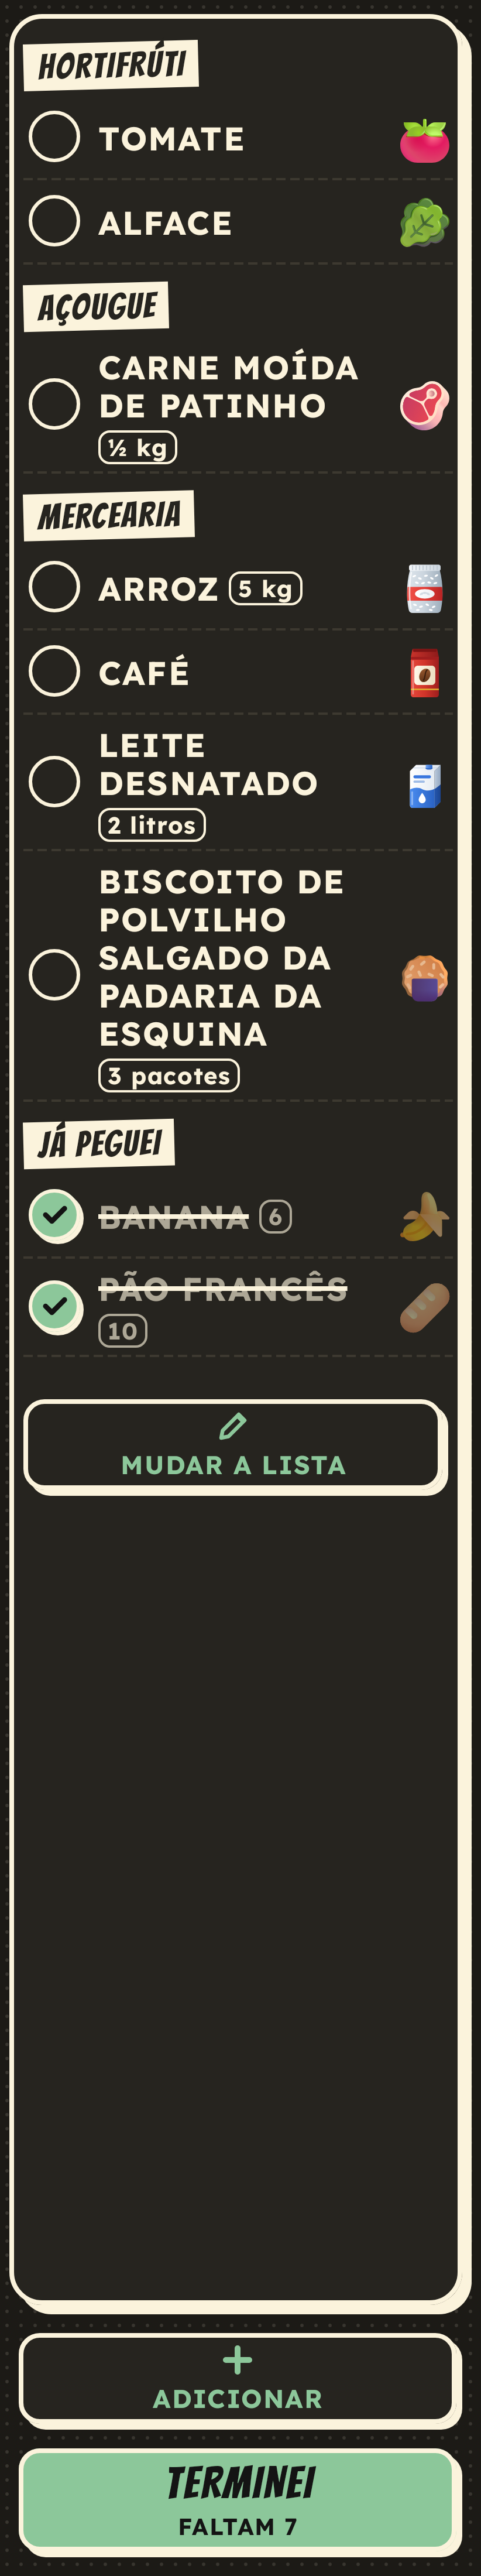 HORTIFRÚTI
TOMATE
ALFACE
AÇOUGUE
CARNE MOÍDA
DE PATINHO
½ kg
MERCEARIA
ARROZ 5 kg
CAFÉ
LEITE
DESNATADO
2 litros
BISCOITO DE
POLVILHO
SALGADO DA
PADARIA DA
ESQUINA
3 pacotes
JÁ PEGUEI
BANANA 6
PÃO FRANCÊS
10
MUDAR A LISTA
ADICIONAR
TERMINEI
FALTAM 7